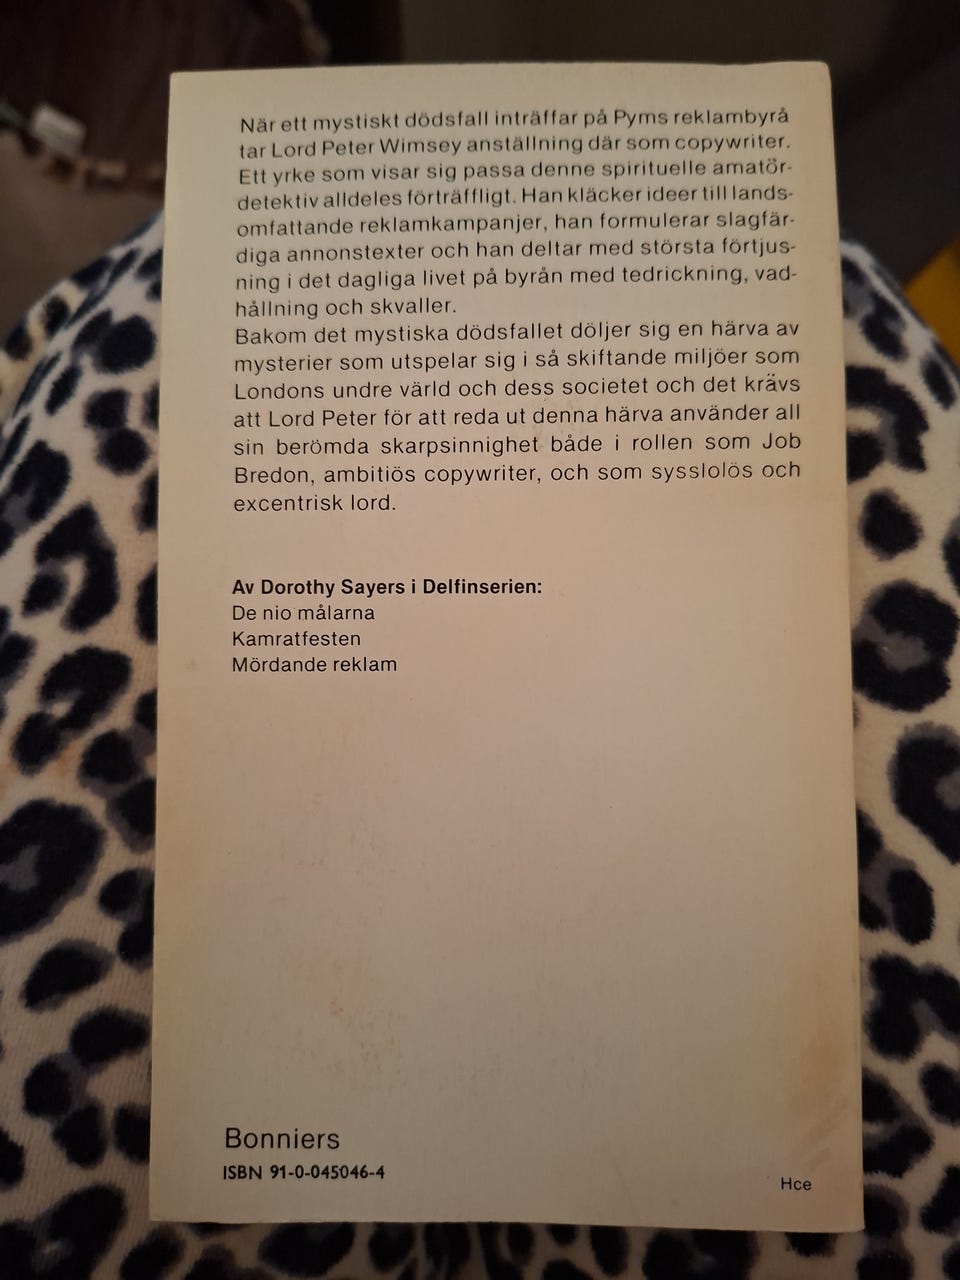 När ett mystiskt dödsfall inträffar på Pyms reklambyrå
tar Lord Peter Wimsey anställning där som copywriter.
Ett yrke som visar sig passa denne spirituelle amatör-
detektiv alldeles förträffligt. Han kläcker ideer till lands-
omfattande reklamkampanjer, han formulerar slagfär-
diga annonstexter och han deltar med största förtjus-
ning i det dagliga livet på byrån med tedrickning, vad-
hållning och skvaller.
Bakom det mystiska dödsfallet döljer sig en härva av
mysterier som utspelar sig i så skiftande miljöer som
Londons undre värld och dess societet och det krävs
att Lord Peter för att reda ut denna härva använder all
sin berömda skarpsinnighet både i rollen som Job
Bredon, ambitiös copywriter, och som sysslolös och
excentrisk lord.
Av Dorothy Sayers i Delfinserien:
De nio målarna
Kamratfesten
Mördande reklam
Bonniers
ISBN 91-0-045046-4
Hce